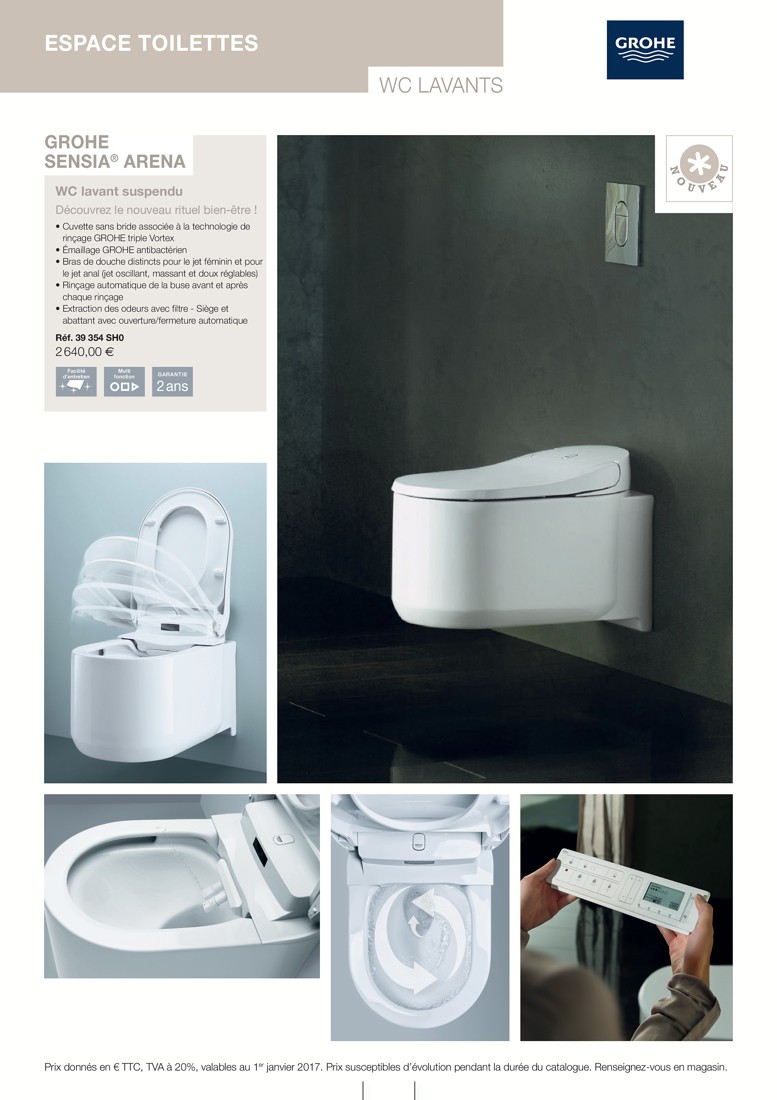 ESPACE TOILETTES
GROHE
WC LAVANTS
GROHE
SENSIA® ARENA
NOUVEAU
WC lavant suspendu
Découvrez le nouveau rituel bien-être !
• Cuvette sans bride associée à la technologie de
rinçage GROHE triple Vortex
• Émaillage GROHE antibactérien
• Bras de douche distincts pour le jet féminin et pour
le jet anal (jet oscillant, massant et doux réglables)
• Rinçage automatique de la buse avant et après
chaque rinçage
• Extraction des odeurs avec filtre - Siège et
abattant avec ouverture/fermeture automatique
Réf. 39 354 SH0
2 640,00 €
Facilité
d'entretien
Multi
fonction
GARANTIE
2 ans
Prix donnés en € TTC, TVA à 20%, valables au 1er janvier 2017. Prix susceptibles d'évolution pendant la durée du catalogue. Renseignez-vous en magasin.